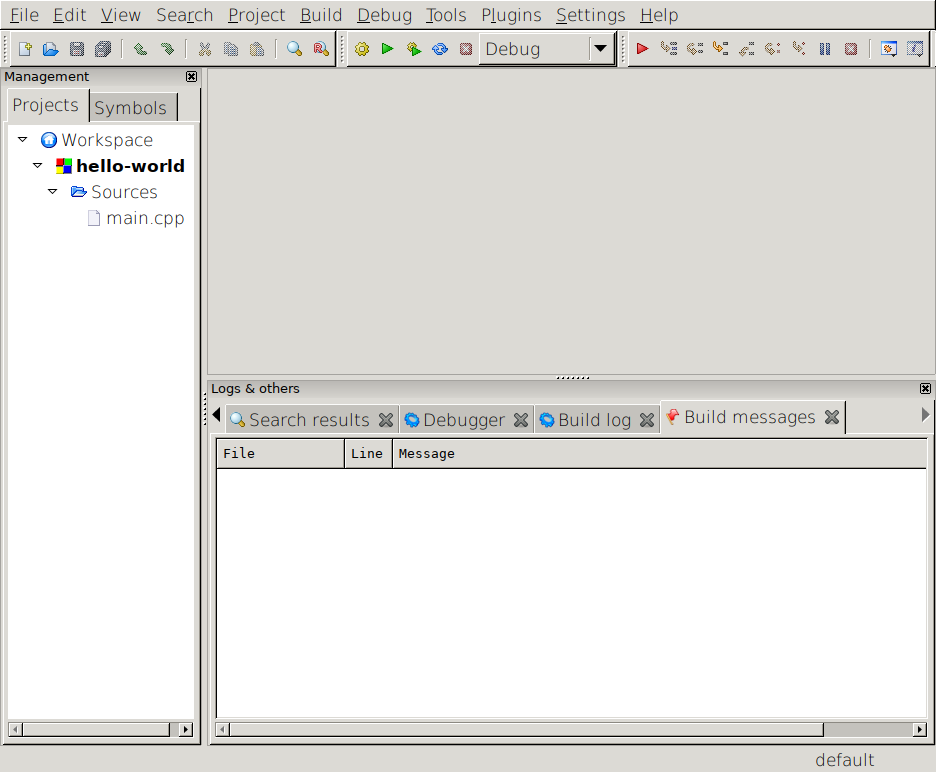 File Edit View Search Project Build Debug Tools Plugins Settings Help
Debug
Management
Projects Symbols
Workspace
hello-world
Sources
main.cpp
Logs & others
Search results Debugger Build log Build messages
File Line Message
default